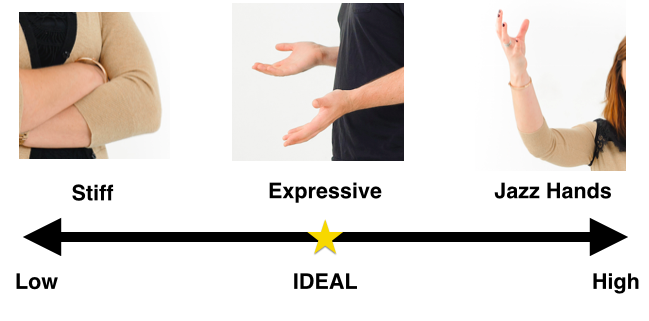 Stiff
Expressive
Jazz Hands
Low
IDEAL
High